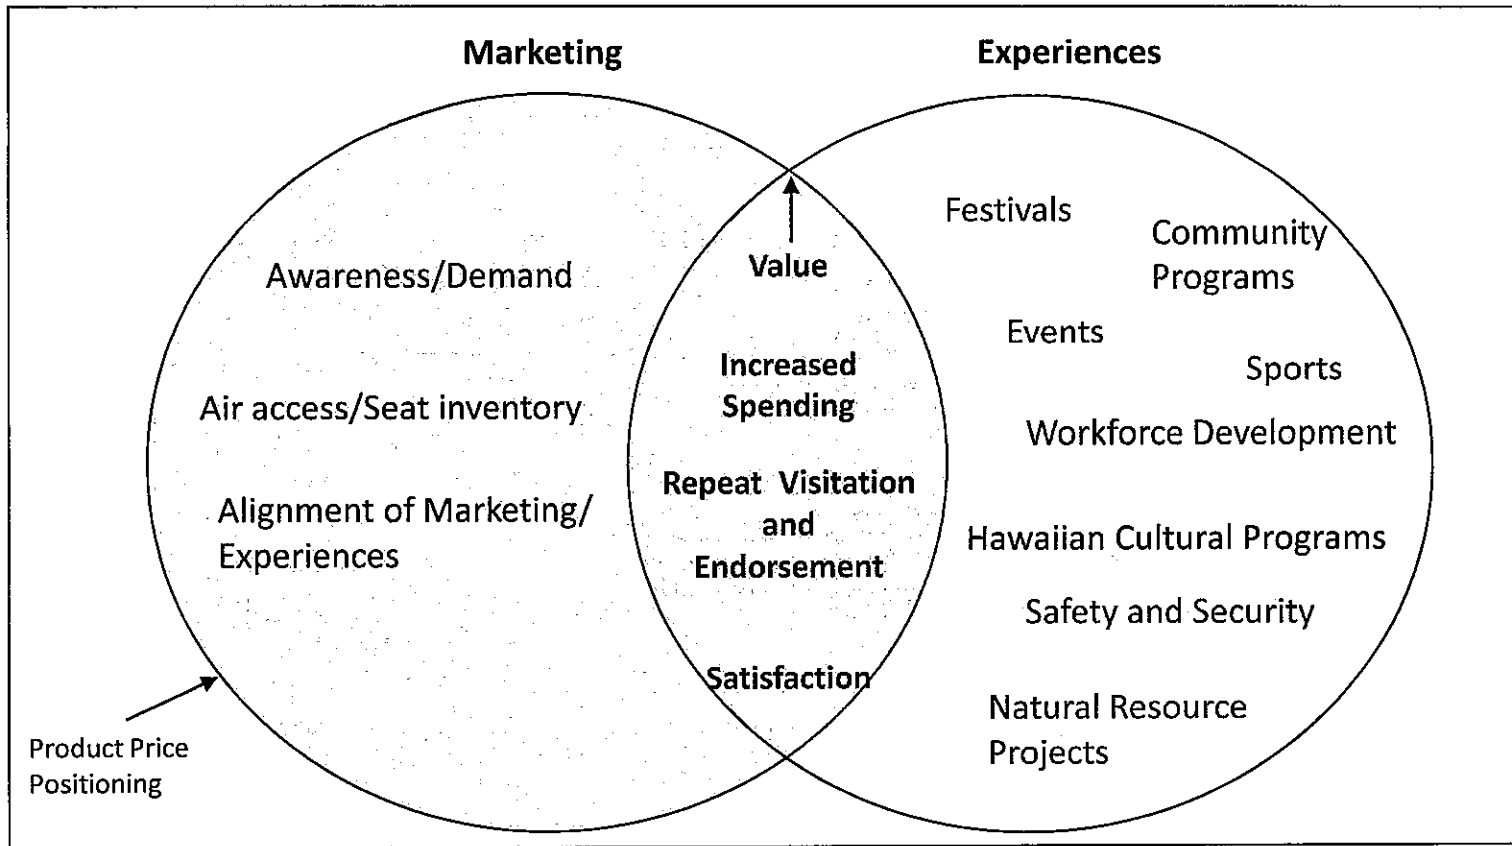 Marketing
Experiences
Awareness/Demand
Air access/Seat inventory
Alignment of Marketing/
Experiences
Product Price
Positioning
Value
Increased
Spending
Repeat Visitation
and
Endorsement
Satisfaction
Festivals
Community
Programs
Events
Sports
Workforce Development
Hawaiian Cultural Programs
Safety and Security
Natural Resource
Projects